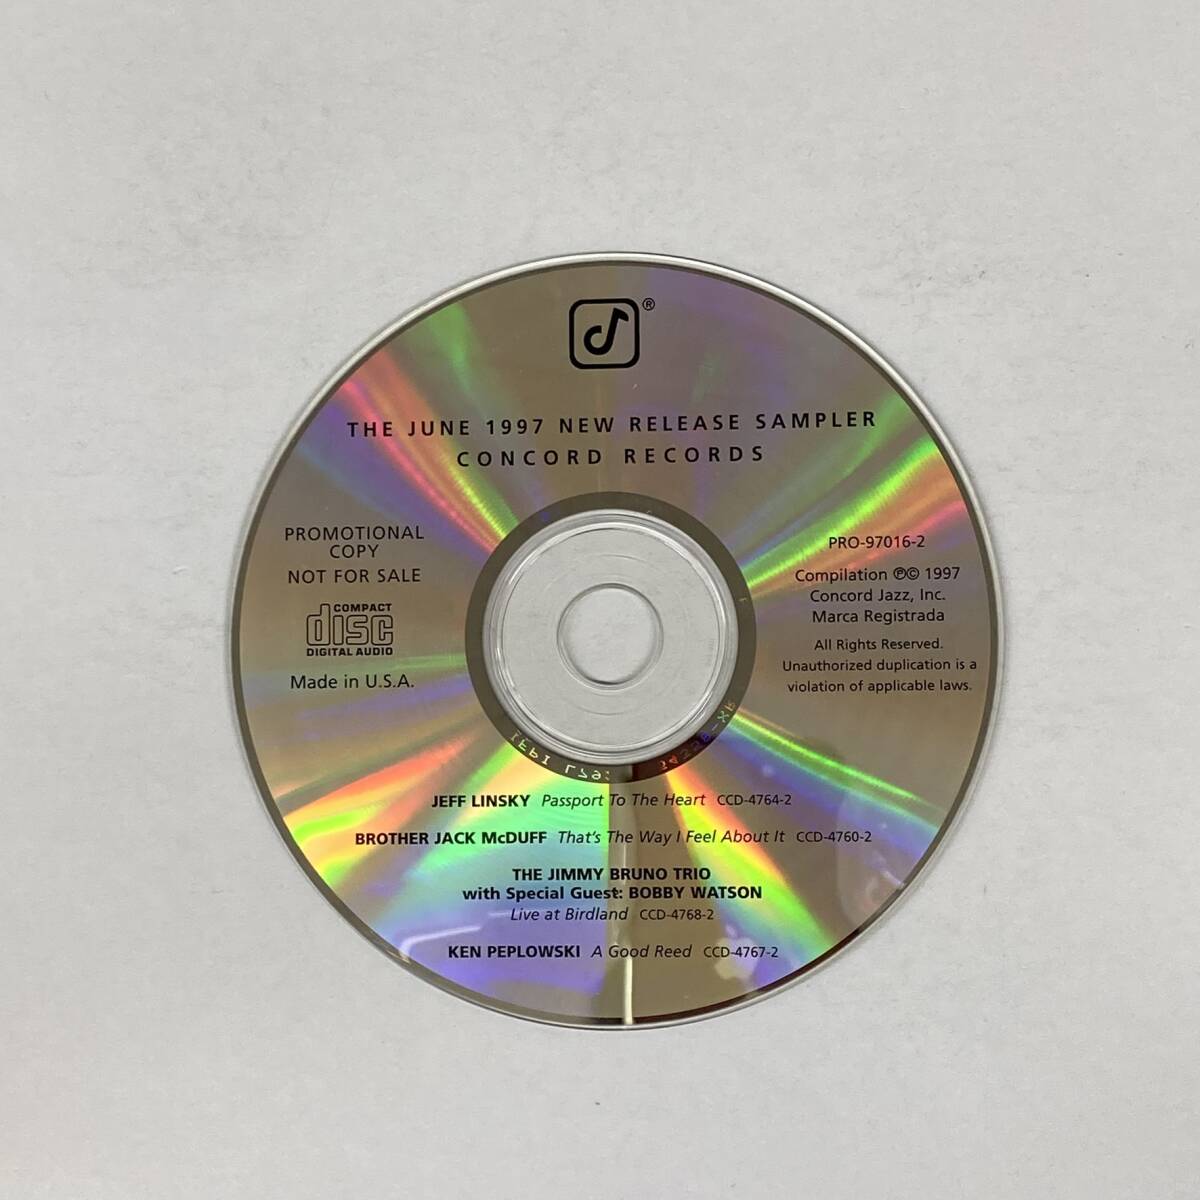 ®
THE JUNE 1997 NEW RELEASE SAMPLER
CONCORD RECORDS
PROMOTIONAL
COPY
NOT FOR SALE
COMPACT
disc
DIGITAL AUDIO
Made in U.S.A.
PRO-97016-2
Compilation ℗© 1997
Concord Jazz, Inc.
Marca Registrada
All Rights Reserved.
Unauthorized duplication is a
violation of applicable laws.
IFPI
JEFF LINSKY Passport To The Heart CCD-4764-2
BROTHER JACK McDUFF That's The Way I Feel About It CCD-4760-2
THE JIMMY BRUNO TRIO
with Special Guest: BOBBY WATSON
Live at Birdland CCD-4768-2
KEN PEPLOWSKI A Good Reed CCD-4767-2